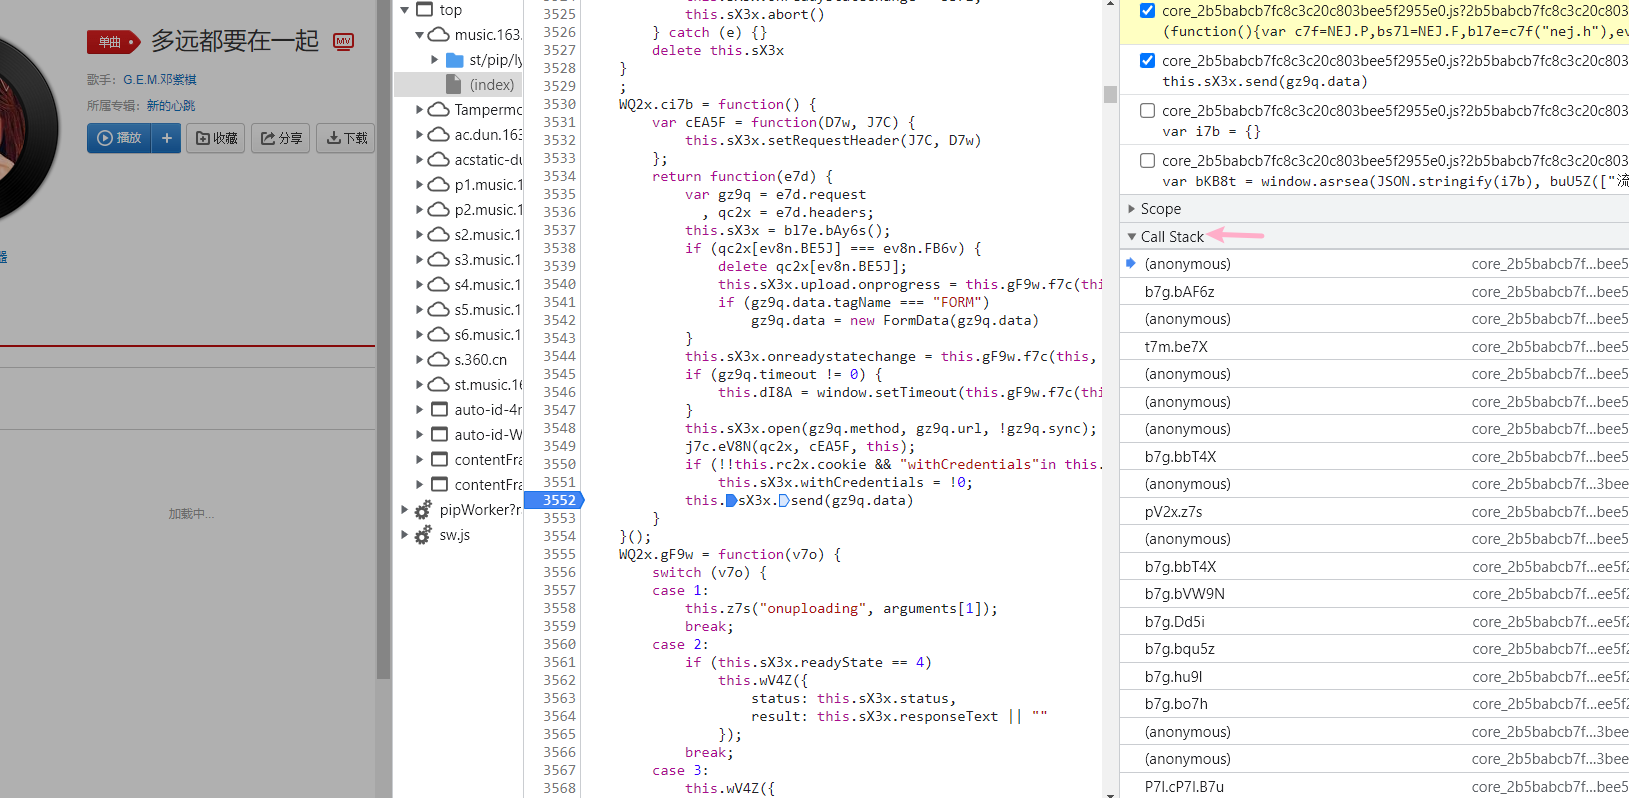 单曲 多远都要在一起 MV
歌手：G.E.M.邓紫棋
所属专辑：新的心跳
播放 + 收藏 分享 下载
器
加载中...
top
music.163.
st/pip/ly
(index)
Tampermo
ac.dun.163
acstatic-du
p1.music.1
p2.music.1
s2.music.1
s3.music.1
s4.music.1
s5.music.1
s6.music.1
s.360.cn
st.music.16
auto-id-4r
auto-id-W
contentFra
contentFra
pipWorker?r
sw.js
3525 this.sX3x.abort()
3526 } catch (e) {}
3527 delete this.sX3x
3528 }
3529 ;
3530 WQ2x.ci7b = function() {
3531 var cEA5F = function(D7w, J7C) {
3532 this.sX3x.setRequestHeader(J7C, D7w)
3533 };
3534 return function(e7d) {
3535 var gz9q = e7d.request
3536 , qc2x = e7d.headers;
3537 this.sX3x = bl7e.bAy6s();
3538 if (qc2x[ev8n.BE5J] === ev8n.FB6v) {
3539 delete qc2x[ev8n.BE5J];
3540 this.sX3x.upload.onprogress = this.gF9w.f7c(thi
3541 if (gz9q.data.tagName === "FORM")
3542 gz9q.data = new FormData(gz9q.data)
3543 }
3544 this.sX3x.onreadystatechange = this.gF9w.f7c(this,
3545 if (gz9q.timeout != 0) {
3546 this.dI8A = window.setTimeout(this.gF9w.f7c(thi
3547 }
3548 this.sX3x.open(gz9q.method, gz9q.url, !gz9q.sync);
3549 j7c.eV8N(qc2x, cEA5F, this);
3550 if (!!this.rc2x.cookie && "withCredentials"in this.
3551 this.sX3x.withCredentials = !0;
3552 this.sX3x.send(gz9q.data)
3553 }
3554 }();
3555 WQ2x.gF9w = function(v7o) {
3556 switch (v7o) {
3557 case 1:
3558 this.z7s("onuploading", arguments[1]);
3559 break;
3560 case 2:
3561 if (this.sX3x.readyState == 4)
3562 this.wV4Z({
3563 status: this.sX3x.status,
3564 result: this.sX3x.responseText || ""
3565 });
3566 break;
3567 case 3:
3568 this.wV4Z({
core_2b5babcb7fc8c3c20c803bee5f2955e0.js?2b5babcb7fc8c3c20c803
(function(){var c7f=NEJ.P,bs7l=NEJ.F,bl7e=c7f("nej.h"),ev
core_2b5babcb7fc8c3c20c803bee5f2955e0.js?2b5babcb7fc8c3c20c803
this.sX3x.send(gz9q.data)
core_2b5babcb7fc8c3c20c803bee5f2955e0.js?2b5babcb7fc8c3c20c803
var i7b = {}
core_2b5babcb7fc8c3c20c803bee5f2955e0.js?2b5babcb7fc8c3c20c803
var bKB8t = window.asrsea(JSON.stringify(i7b), buU5Z(["流
Scope
Call Stack
(anonymous) core_2b5babcb7f...bee5
b7g.bAF6z core_2b5babcb7f...bee5
(anonymous) core_2b5babcb7f...bee5
t7m.be7X core_2b5babcb7f...bee5
(anonymous) core_2b5babcb7f...bee5
(anonymous) core_2b5babcb7f...bee5
(anonymous) core_2b5babcb7f...bee5
b7g.bbT4X core_2b5babcb7f...bee5
(anonymous) core_2b5babcb7f...3bee
pV2x.z7s core_2b5babcb7f...bee5
(anonymous) core_2b5babcb7f...bee5
b7g.bbT4X core_2b5babcb7f...ee5f2
b7g.bVW9N core_2b5babcb7f...ee5f2
b7g.Dd5i core_2b5babcb7f...ee5f2
b7g.bqu5z core_2b5babcb7f...ee5f2
b7g.hu9l core_2b5babcb7f...ee5f2
b7g.bo7h core_2b5babcb7f...ee5f2
(anonymous) core_2b5babcb7f...3bee
(anonymous) core_2b5babcb7f...3bee
P7I.cP7I.B7u core_2b5babcb7f...ee5f2